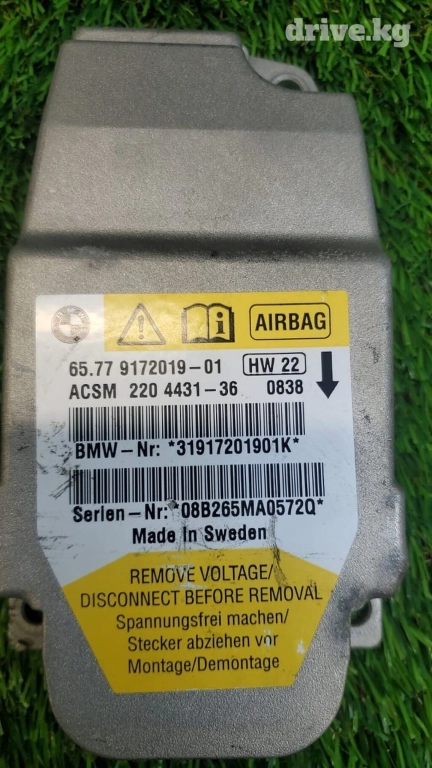 drive.kg
AIRBAG
65.77 9172019-01 HW 22
ACSM 220 4431-36 0838
BMW-Nr: *31917201901K*
Serien-Nr: *08B265MA0572Q*
Made in Sweden
REMOVE VOLTAGE/
DISCONNECT BEFORE REMOVAL
Spannungsfrei machen/
Stecker abziehen vor
Montage/Demontage